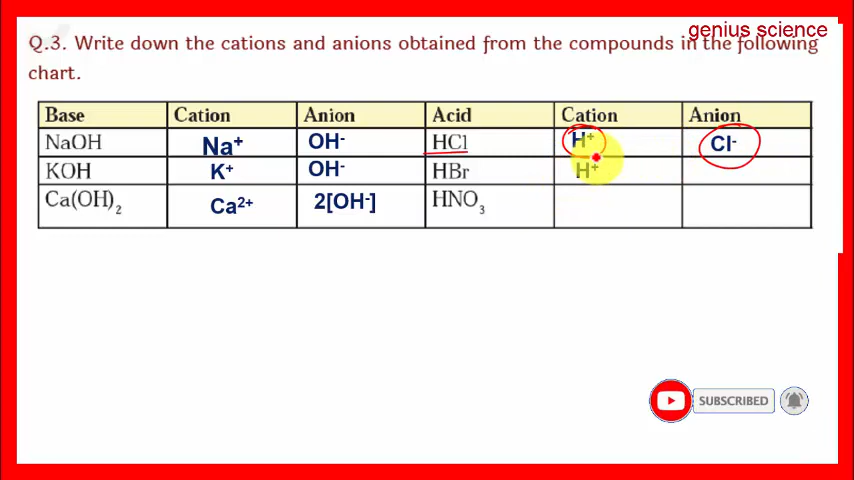 genius science
Q.3. Write down the cations and anions obtained from the compounds in the following
chart.
Base Cation Anion Acid Cation Anion
NaOH Na⁺ OH⁻ HCl H⁺ Cl⁻
KOH K⁺ OH⁻ HBr H⁺
Ca(OH)₂ Ca²⁺ 2[OH⁻] HNO₃
SUBSCRIBED